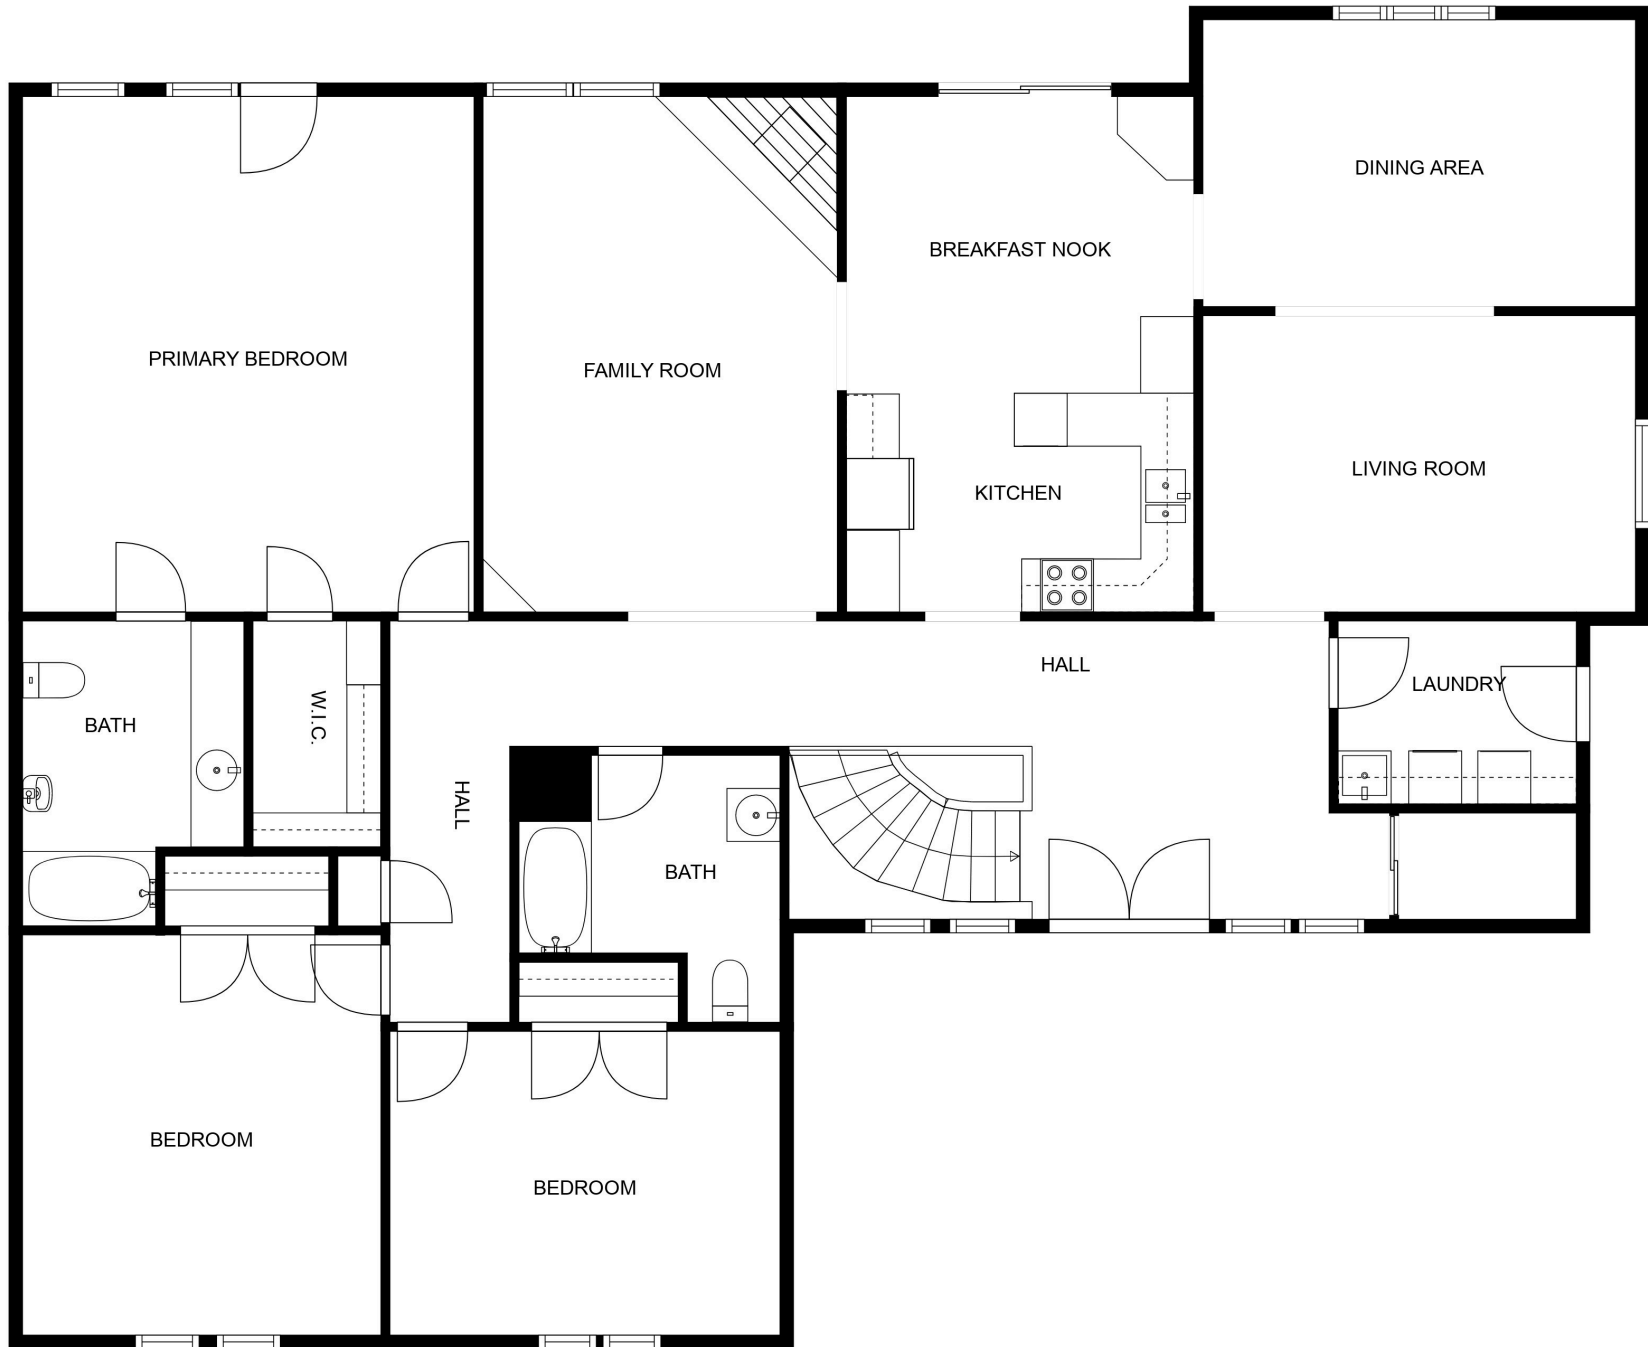 DINING AREA
BREAKFAST NOOK
PRIMARY BEDROOM
FAMILY ROOM
LIVING ROOM
KITCHEN
HALL
LAUNDRY
W.I.C.
BATH
HALL
BATH
BEDROOM
BEDROOM